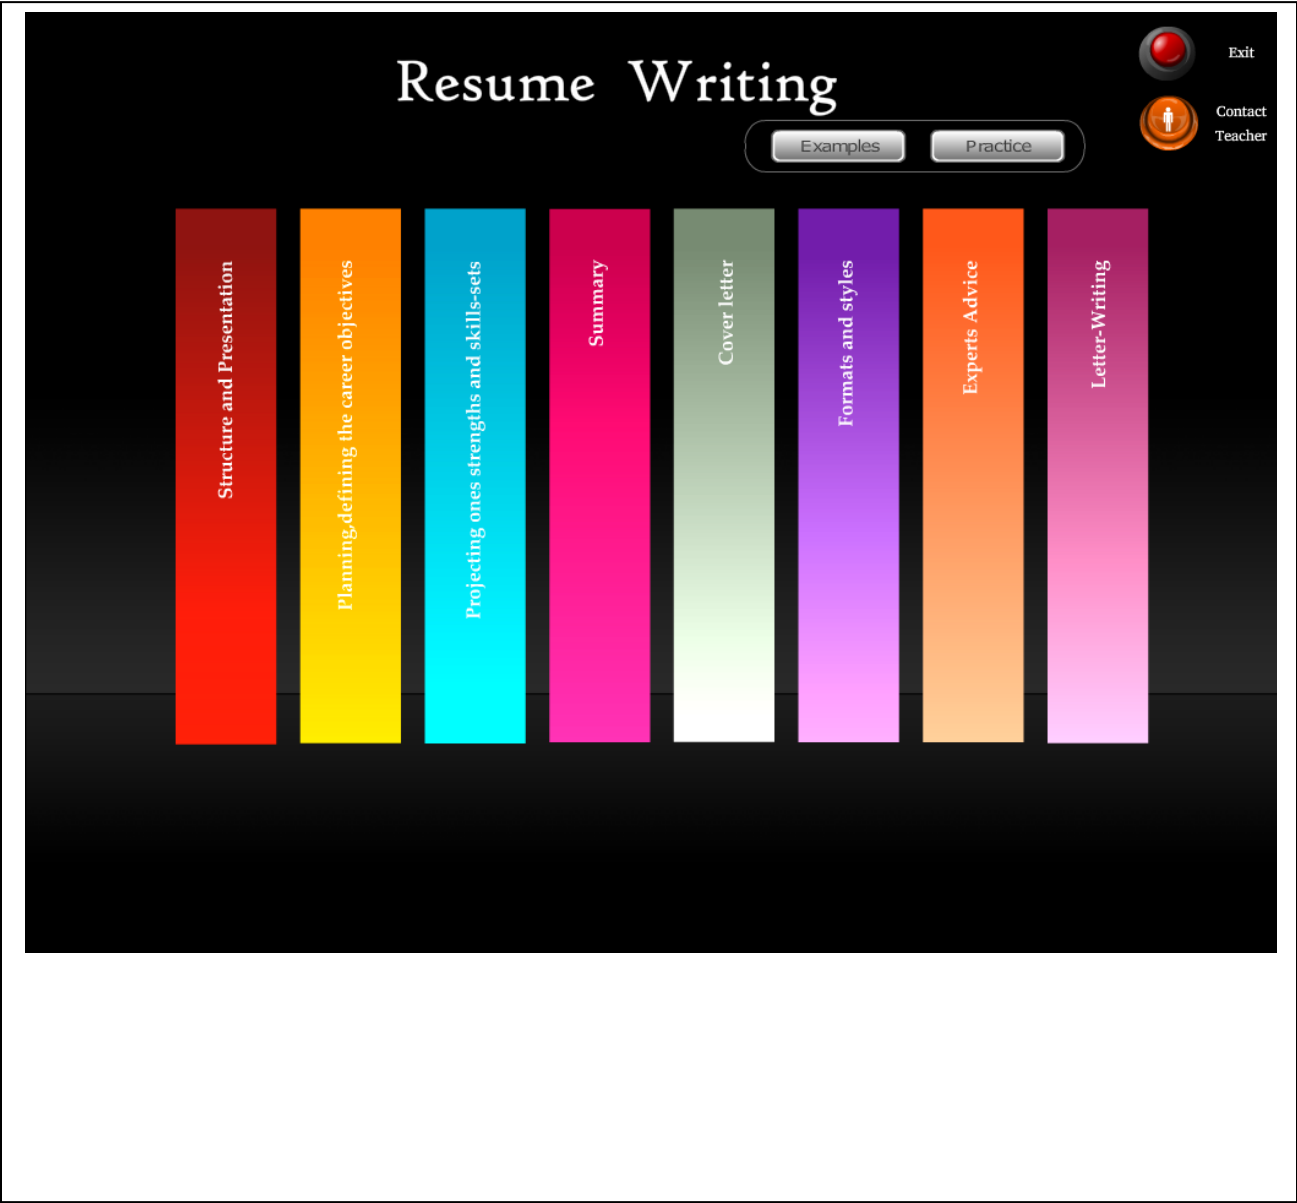 Resume Writing
Exit
Contact
Teacher
Examples
Practice
Structure and Presentation
Planning,defining the career objectives
Projecting ones strengths and skills-sets
Summary
Cover letter
Formats and styles
Experts Advice
Letter-Writing